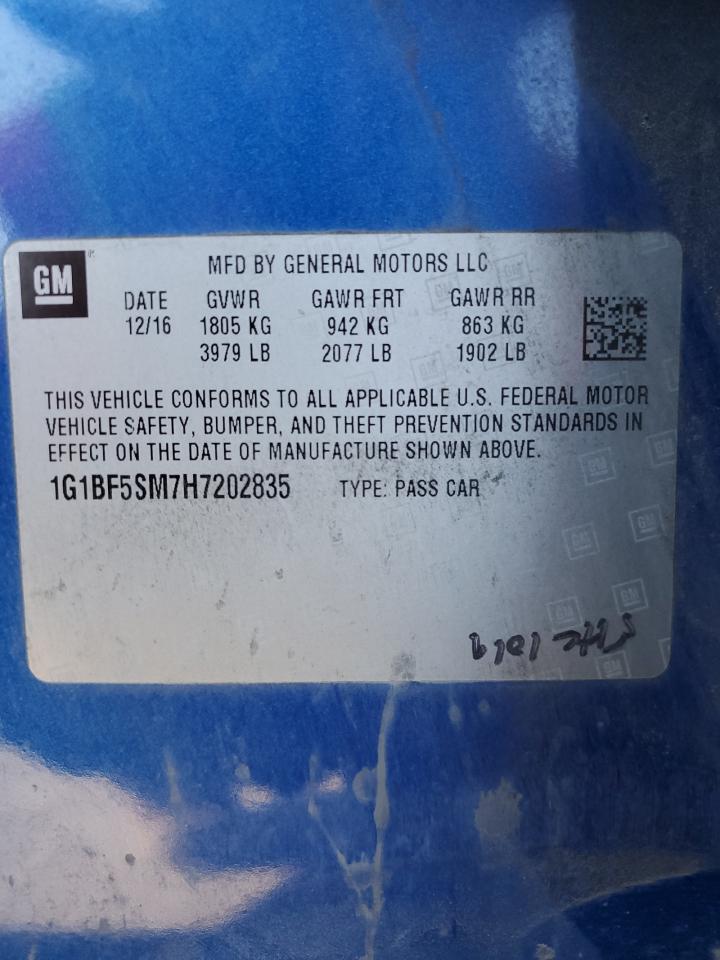 GM
MFD BY GENERAL MOTORS LLC
DATE GVWR GAWR FRT GAWR RR
12/16 1805 KG 942 KG 863 KG
3979 LB 2077 LB 1902 LB
THIS VEHICLE CONFORMS TO ALL APPLICABLE U.S. FEDERAL MOTOR
VEHICLE SAFETY, BUMPER, AND THEFT PREVENTION STANDARDS IN
EFFECT ON THE DATE OF MANUFACTURE SHOWN ABOVE.
1G1BF5SM7H7202835 TYPE: PASS CAR